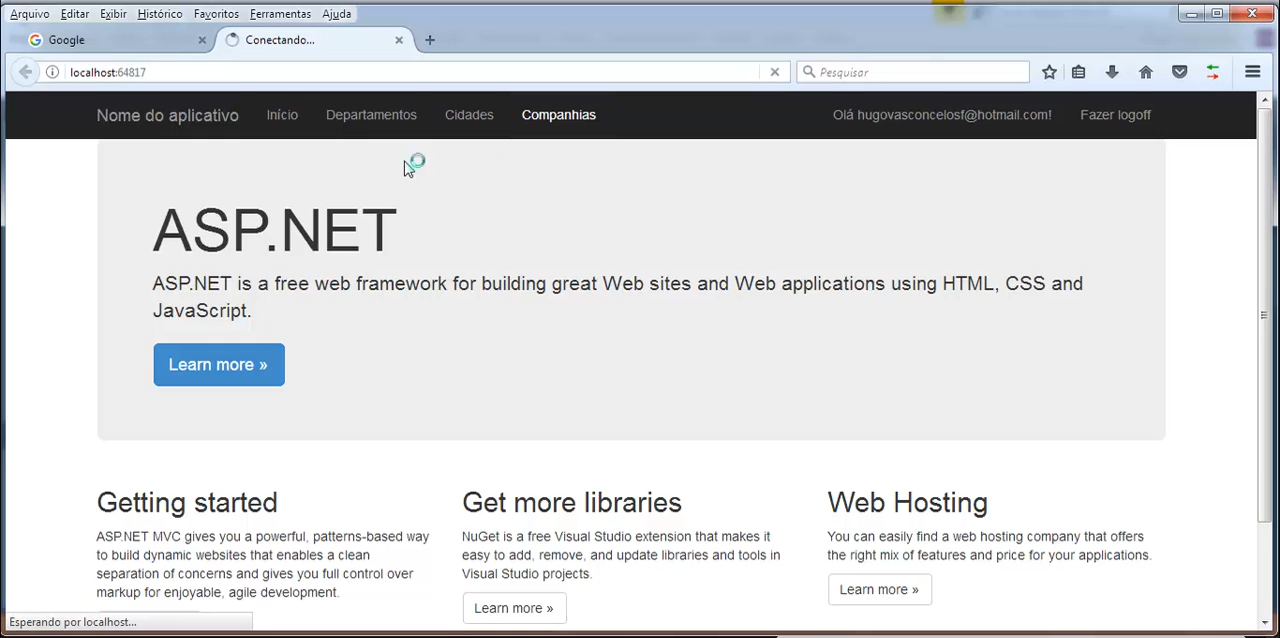 Arquivo Editar Exibir Histórico Favoritos Ferramentas Ajuda
Google Conectando...
localhost:64817 Pesquisar
Nome do aplicativo Início Departamentos Cidades Companhias Olá hugovasconcelosf@hotmail.com! Fazer logoff
ASP.NET
ASP.NET is a free web framework for building great Web sites and Web applications using HTML, CSS and
JavaScript.
Learn more »
Getting started
ASP.NET MVC gives you a powerful, patterns-based way
to build dynamic websites that enables a clean
separation of concerns and gives you full control over
markup for enjoyable, agile development.
Get more libraries
NuGet is a free Visual Studio extension that makes it
easy to add, remove, and update libraries and tools in
Visual Studio projects.
Learn more »
Web Hosting
You can easily find a web hosting company that offers
the right mix of features and price for your applications.
Learn more »
Esperando por localhost...